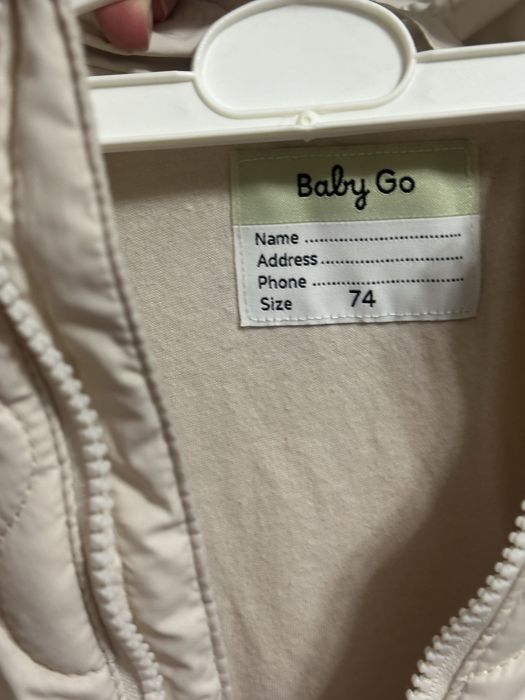 Baby Go
Name ................................
Address ................................
Phone ................................
Size 74